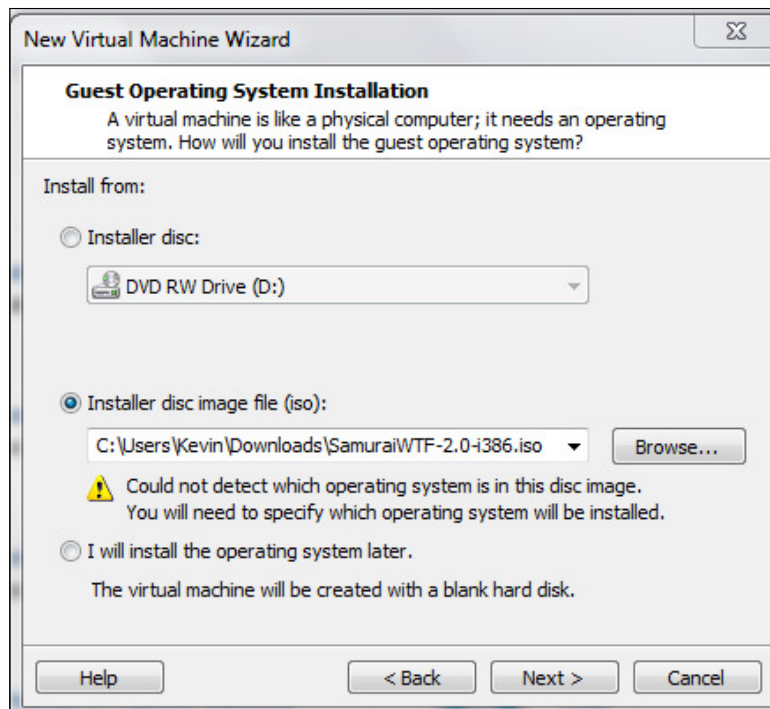 New Virtual Machine Wizard
Guest Operating System Installation
A virtual machine is like a physical computer; it needs an operating
system. How will you install the guest operating system?
Install from:
Installer disc:
DVD RW Drive (D:)
Installer disc image file (iso):
C:\Users\Kevin\Downloads\SamuraiWTF-2.0-i386.iso
Browse...
Could not detect which operating system is in this disc image.
You will need to specify which operating system will be installed.
I will install the operating system later.
The virtual machine will be created with a blank hard disk.
Help
< Back
Next >
Cancel